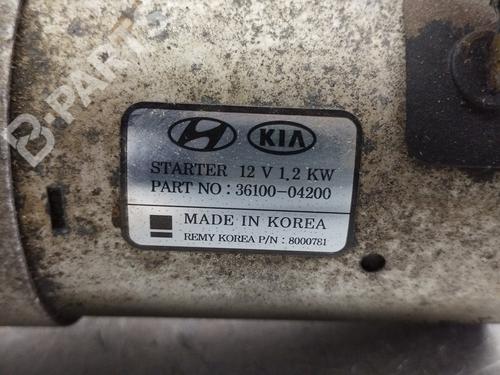 B-PARTS
KIA
STARTER 12 V 1.2 KW
PART NO : 36100-04200
MADE IN KOREA
REMY KOREA P/N : 8000781